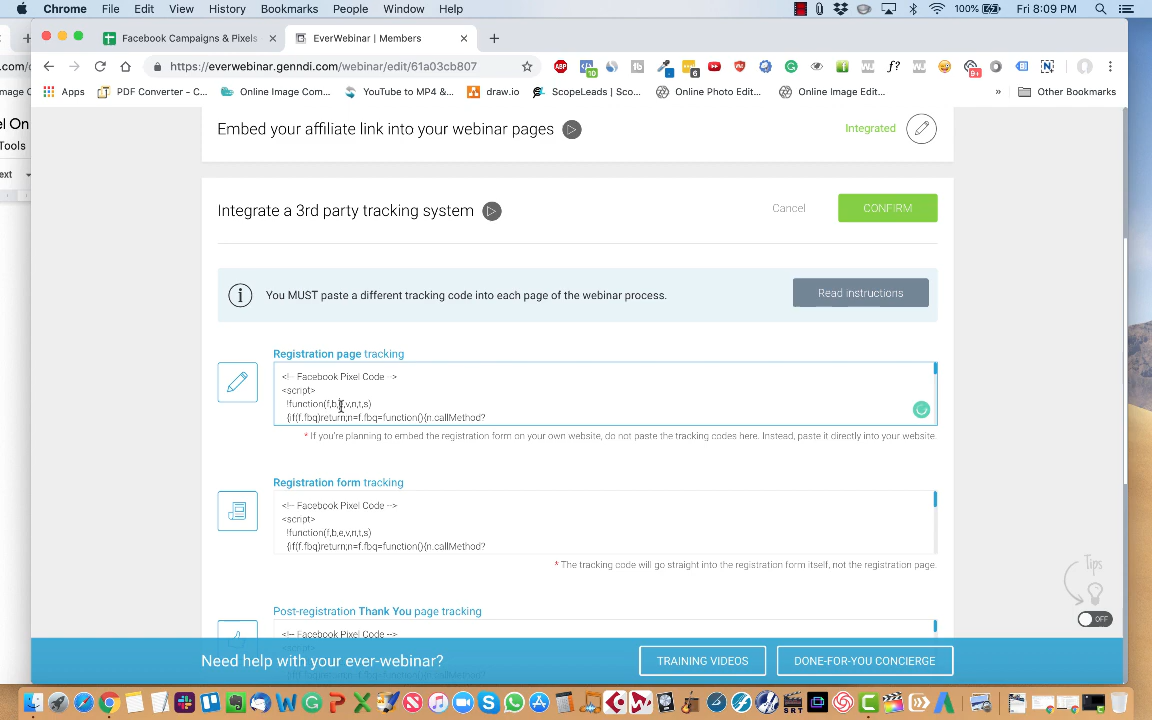 Chrome File Edit View History Bookmarks People Window Help 100% Fri 8:09 PM
Facebook Campaigns & Pixels
EverWebinar | Members
.com/
https://everwebinar.genndi.com/webinar/edit/61a03cb807
10
6
f?
9+
mage C
Apps
PDF Converter - C...
Online Image Com...
YouTube to MP4 &...
draw.io
ScopeLeads | Sco...
Online Photo Edit...
Online Image Edit...
»
Other Bookmarks
el On
Tools
ext
Embed your affiliate link into your webinar pages
Integrated
Integrate a 3rd party tracking system
Cancel
CONFIRM
You MUST paste a different tracking code into each page of the webinar process.
Read instructions
Registration page tracking
<!-- Facebook Pixel Code -->
<script>
!function(f,b,e,v,n,t,s)
{if(f.fbq)return;n=f.fbq=function(){n.callMethod?
* If you're planning to embed the registration form on your own website, do not paste the tracking codes here. Instead, paste it directly into your website.
Registration form tracking
<!-- Facebook Pixel Code -->
<script>
!function(f,b,e,v,n,t,s)
{if(f.fbq)return;n=f.fbq=function(){n.callMethod?
* The tracking code will go straight into the registration form itself, not the registration page.
Tips
OFF
Post-registration Thank You page tracking
<!-- Facebook Pixel Code -->
Need help with your ever-webinar?
TRAINING VIDEOS
DONE-FOR-YOU CONCIERGE